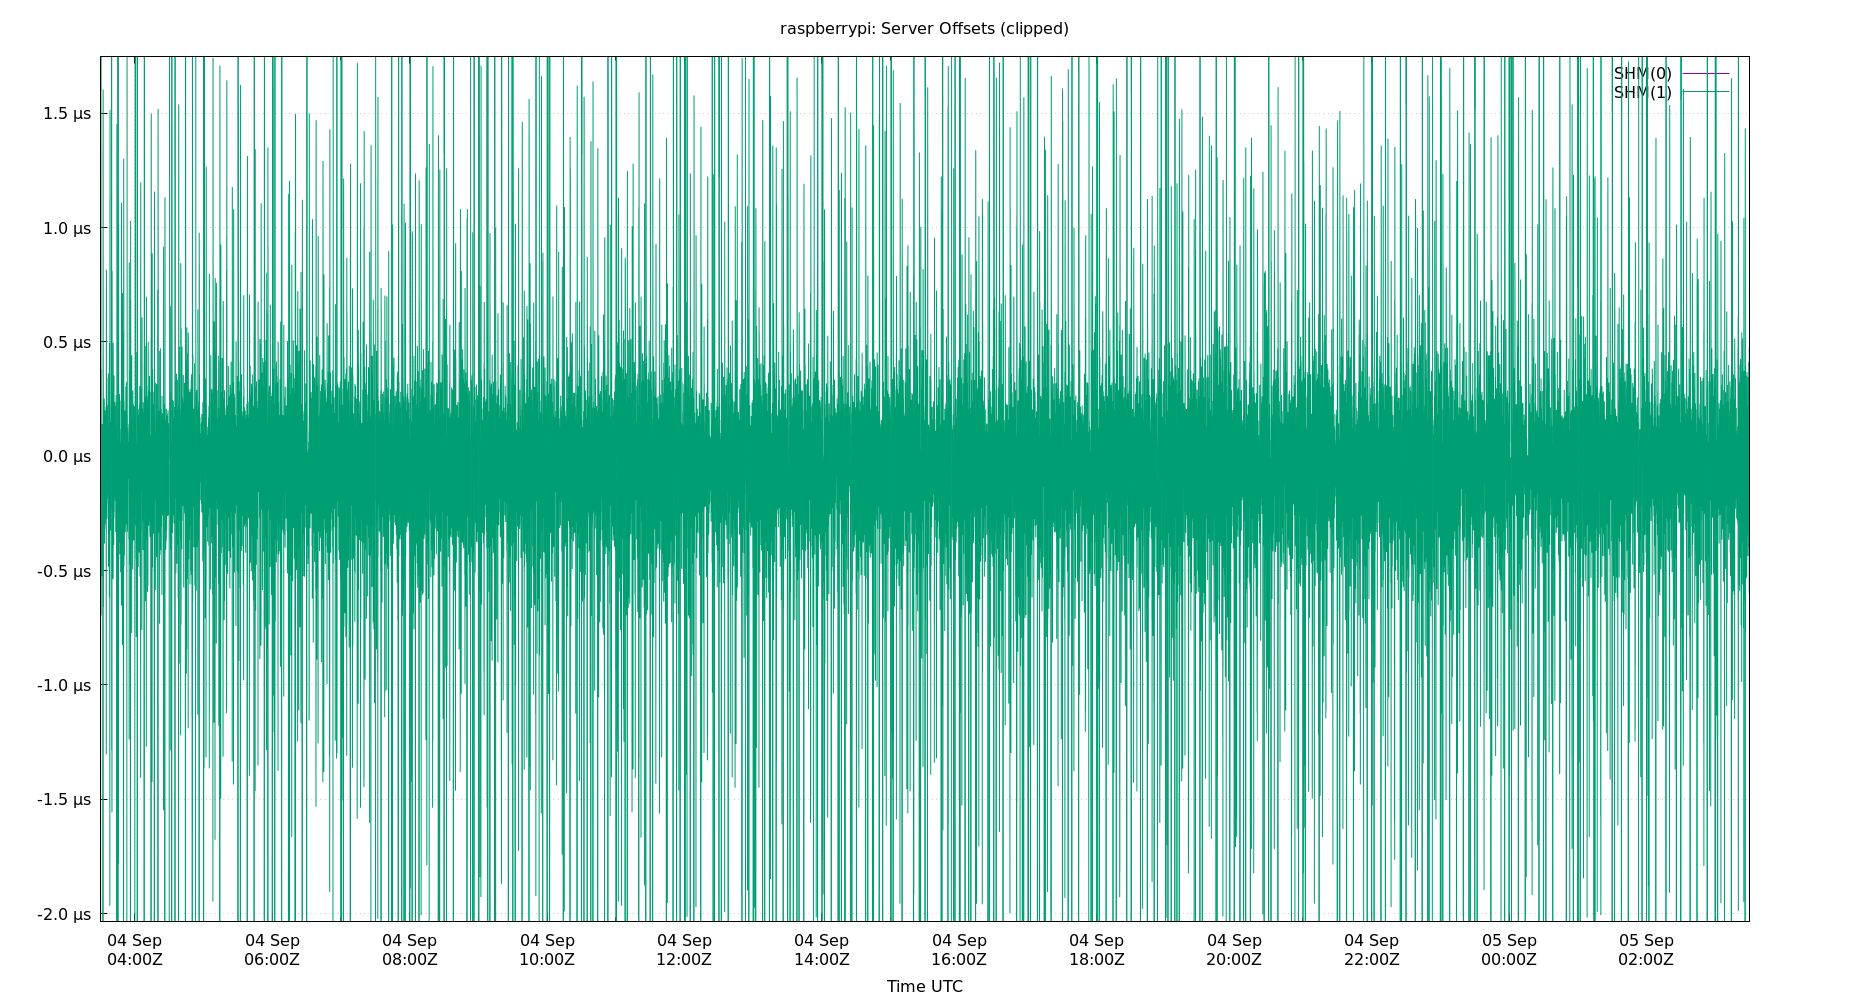 raspberrypi: Server Offsets (clipped)
SHM(0)
SHM(1)
1.5 µs
1.0 µs
0.5 µs
0.0 µs
-0.5 µs
-1.0 µs
-1.5 µs
-2.0 µs
04 Sep 04 Sep 04 Sep 04 Sep 04 Sep 04 Sep 04 Sep 04 Sep 04 Sep 04 Sep 05 Sep 05 Sep
04:00Z 06:00Z 08:00Z 10:00Z 12:00Z 14:00Z 16:00Z 18:00Z 20:00Z 22:00Z 00:00Z 02:00Z
Time UTC